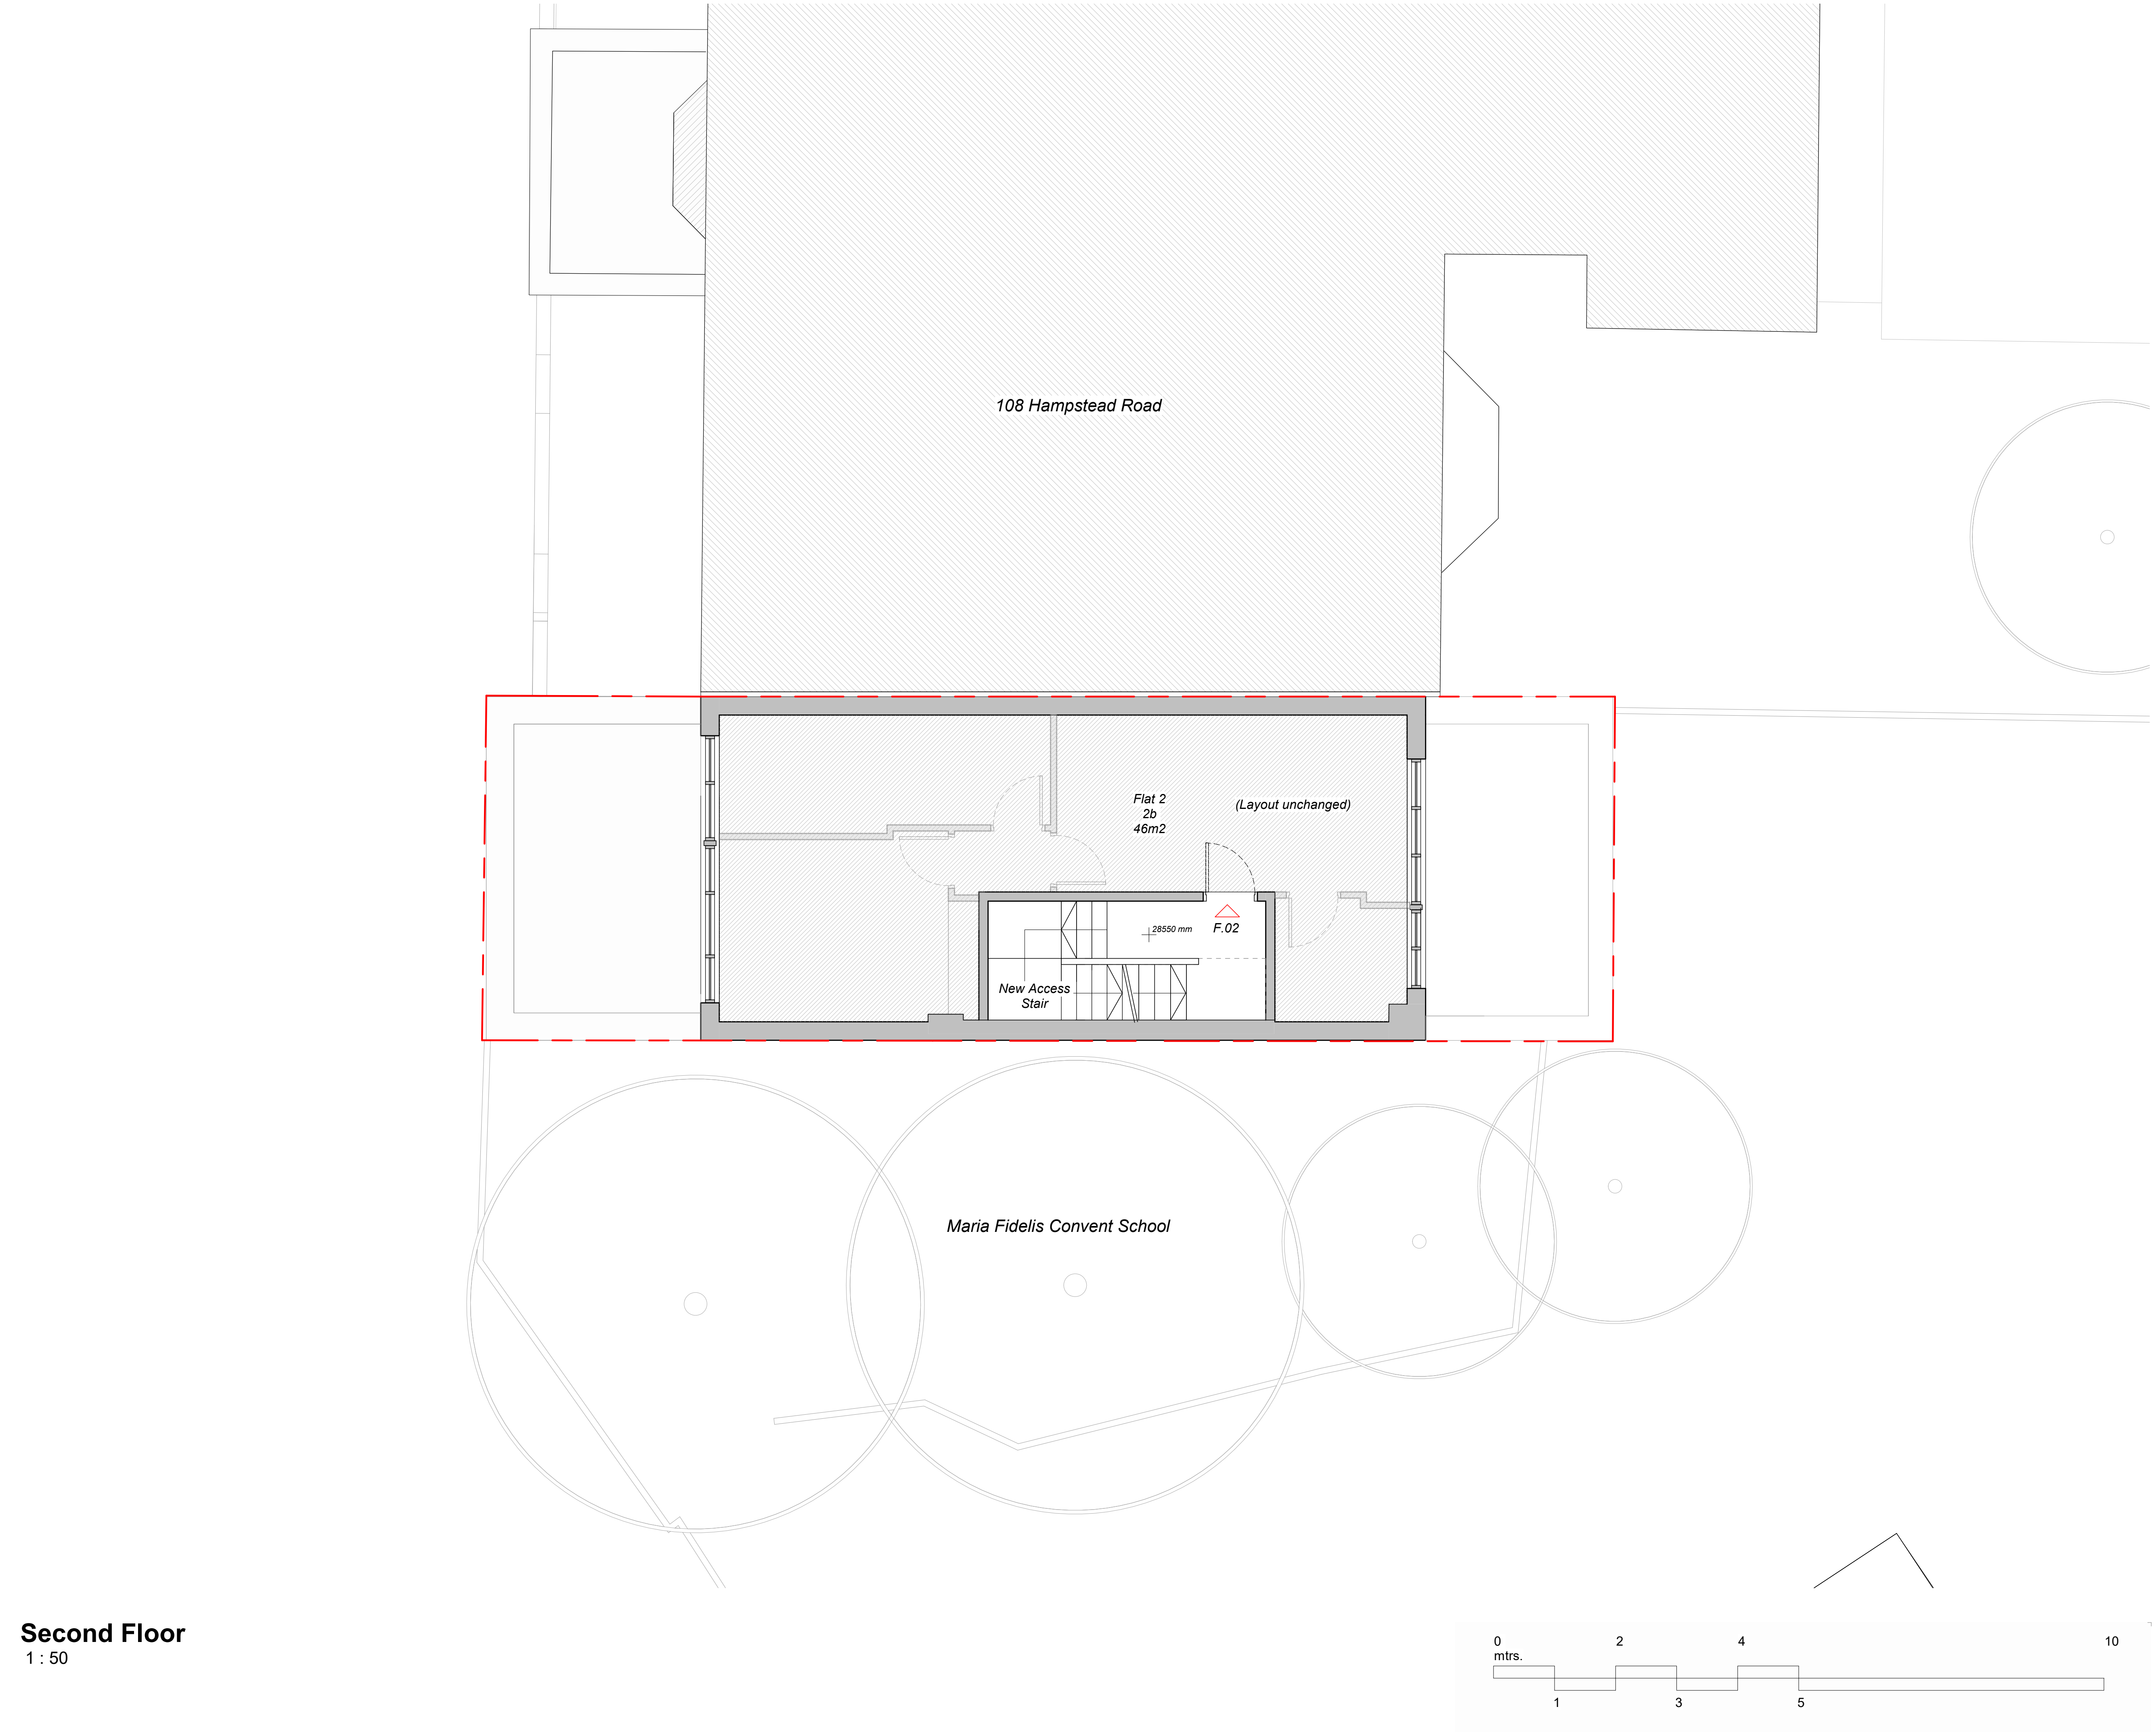 108 Hampstead Road
Flat 2
2b
46m2
(Layout unchanged)
28550 mm
F.02
New Access
Stair
Maria Fidelis Convent School
Second Floor
1 : 50
0 2 4 10
mtrs.
1 3 5